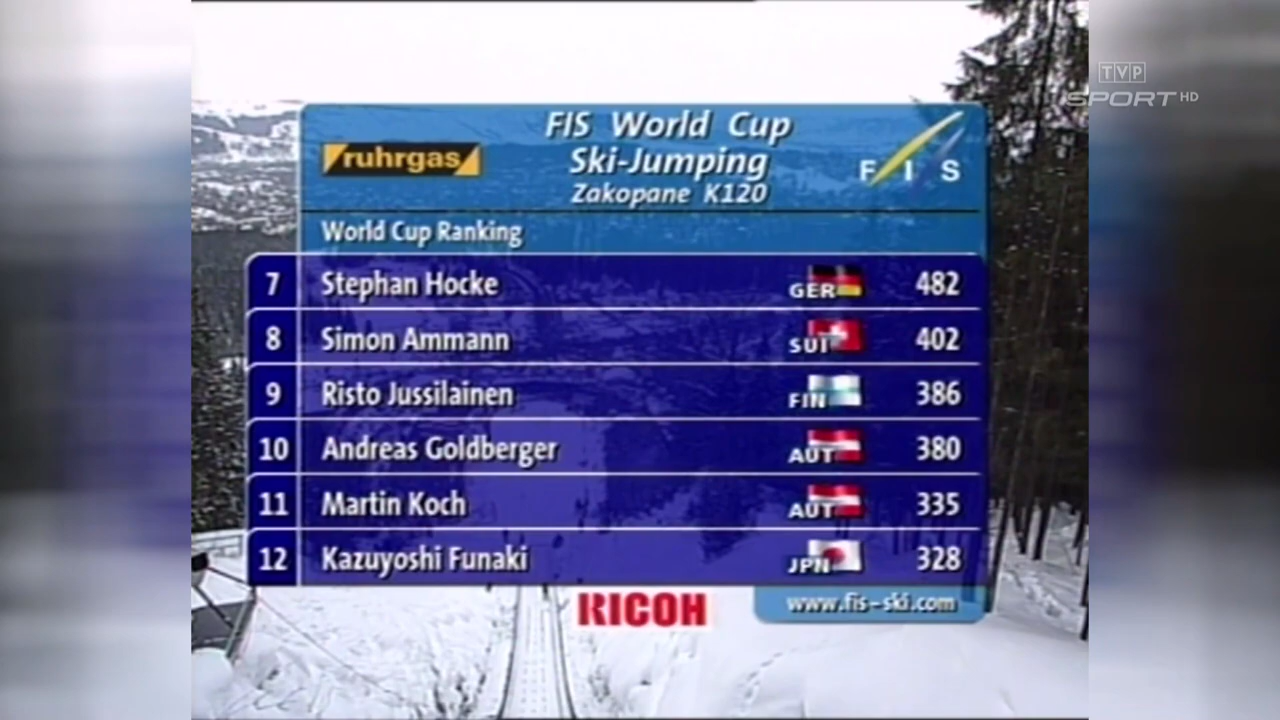 TVP
SPORT HD
FIS World Cup
ruhrgas
Ski-Jumping
F I S
Zakopane K120
World Cup Ranking
7 Stephan Hocke GER 482
8 Simon Ammann SUI 402
9 Risto Jussilainen FIN 386
10 Andreas Goldberger AUT 380
11 Martin Koch AUT 335
12 Kazuyoshi Funaki JPN 328
RICOH
www.fis-ski.com